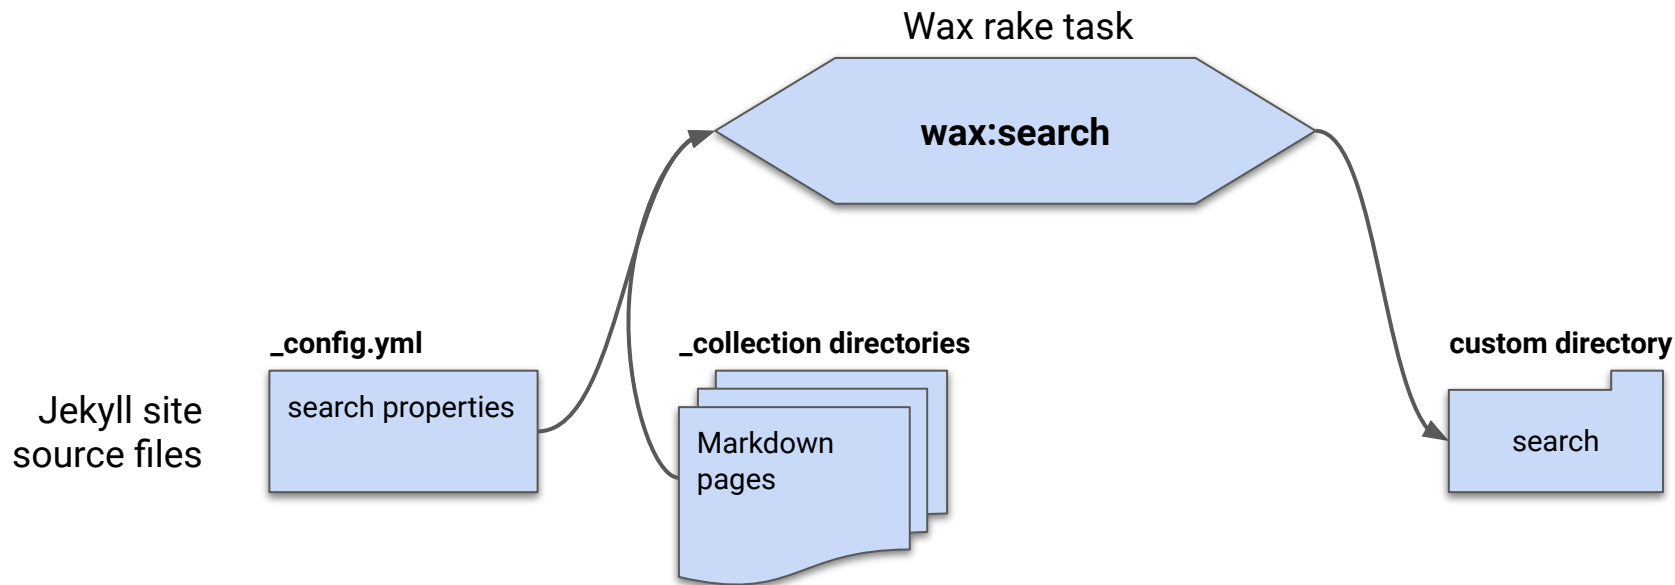 Wax rake task
wax:search
_config.yml
_collection directories
custom directory
Jekyll site
source files
search properties
Markdown
pages
search